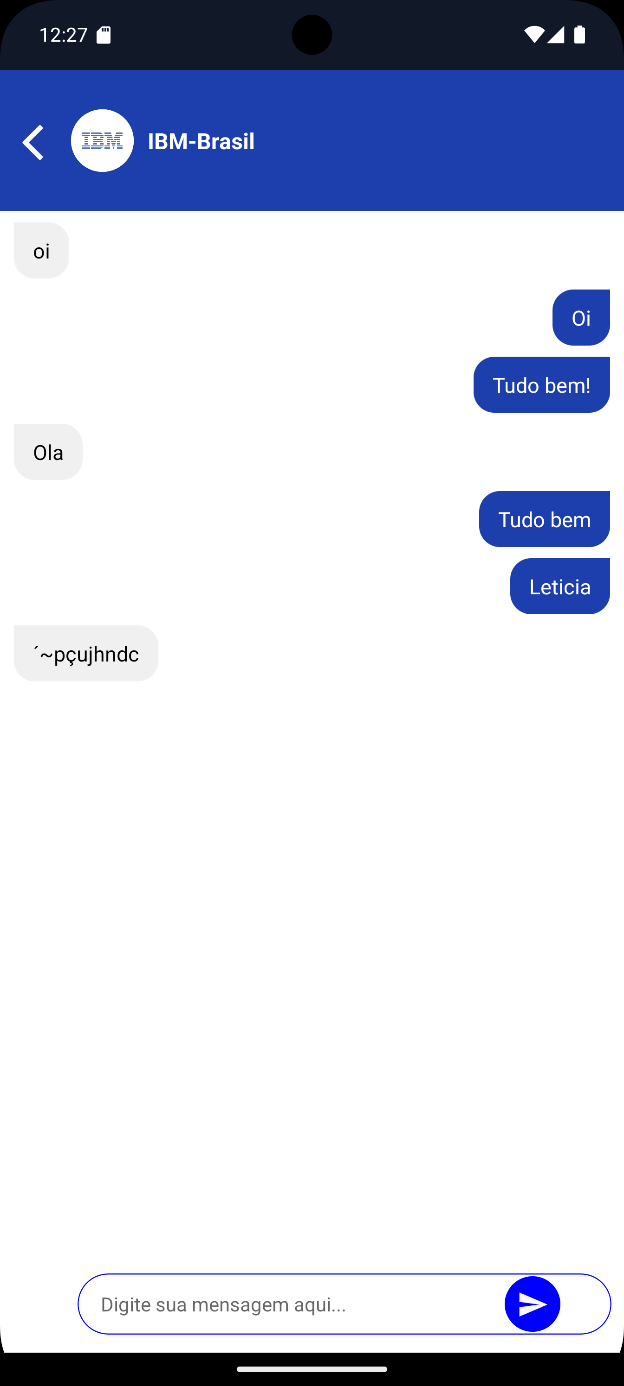 12:27
IBM
IBM-Brasil
oi
Oi
Tudo bem!
Ola
Tudo bem
Leticia
´~pçujhndc
Digite sua mensagem aqui...